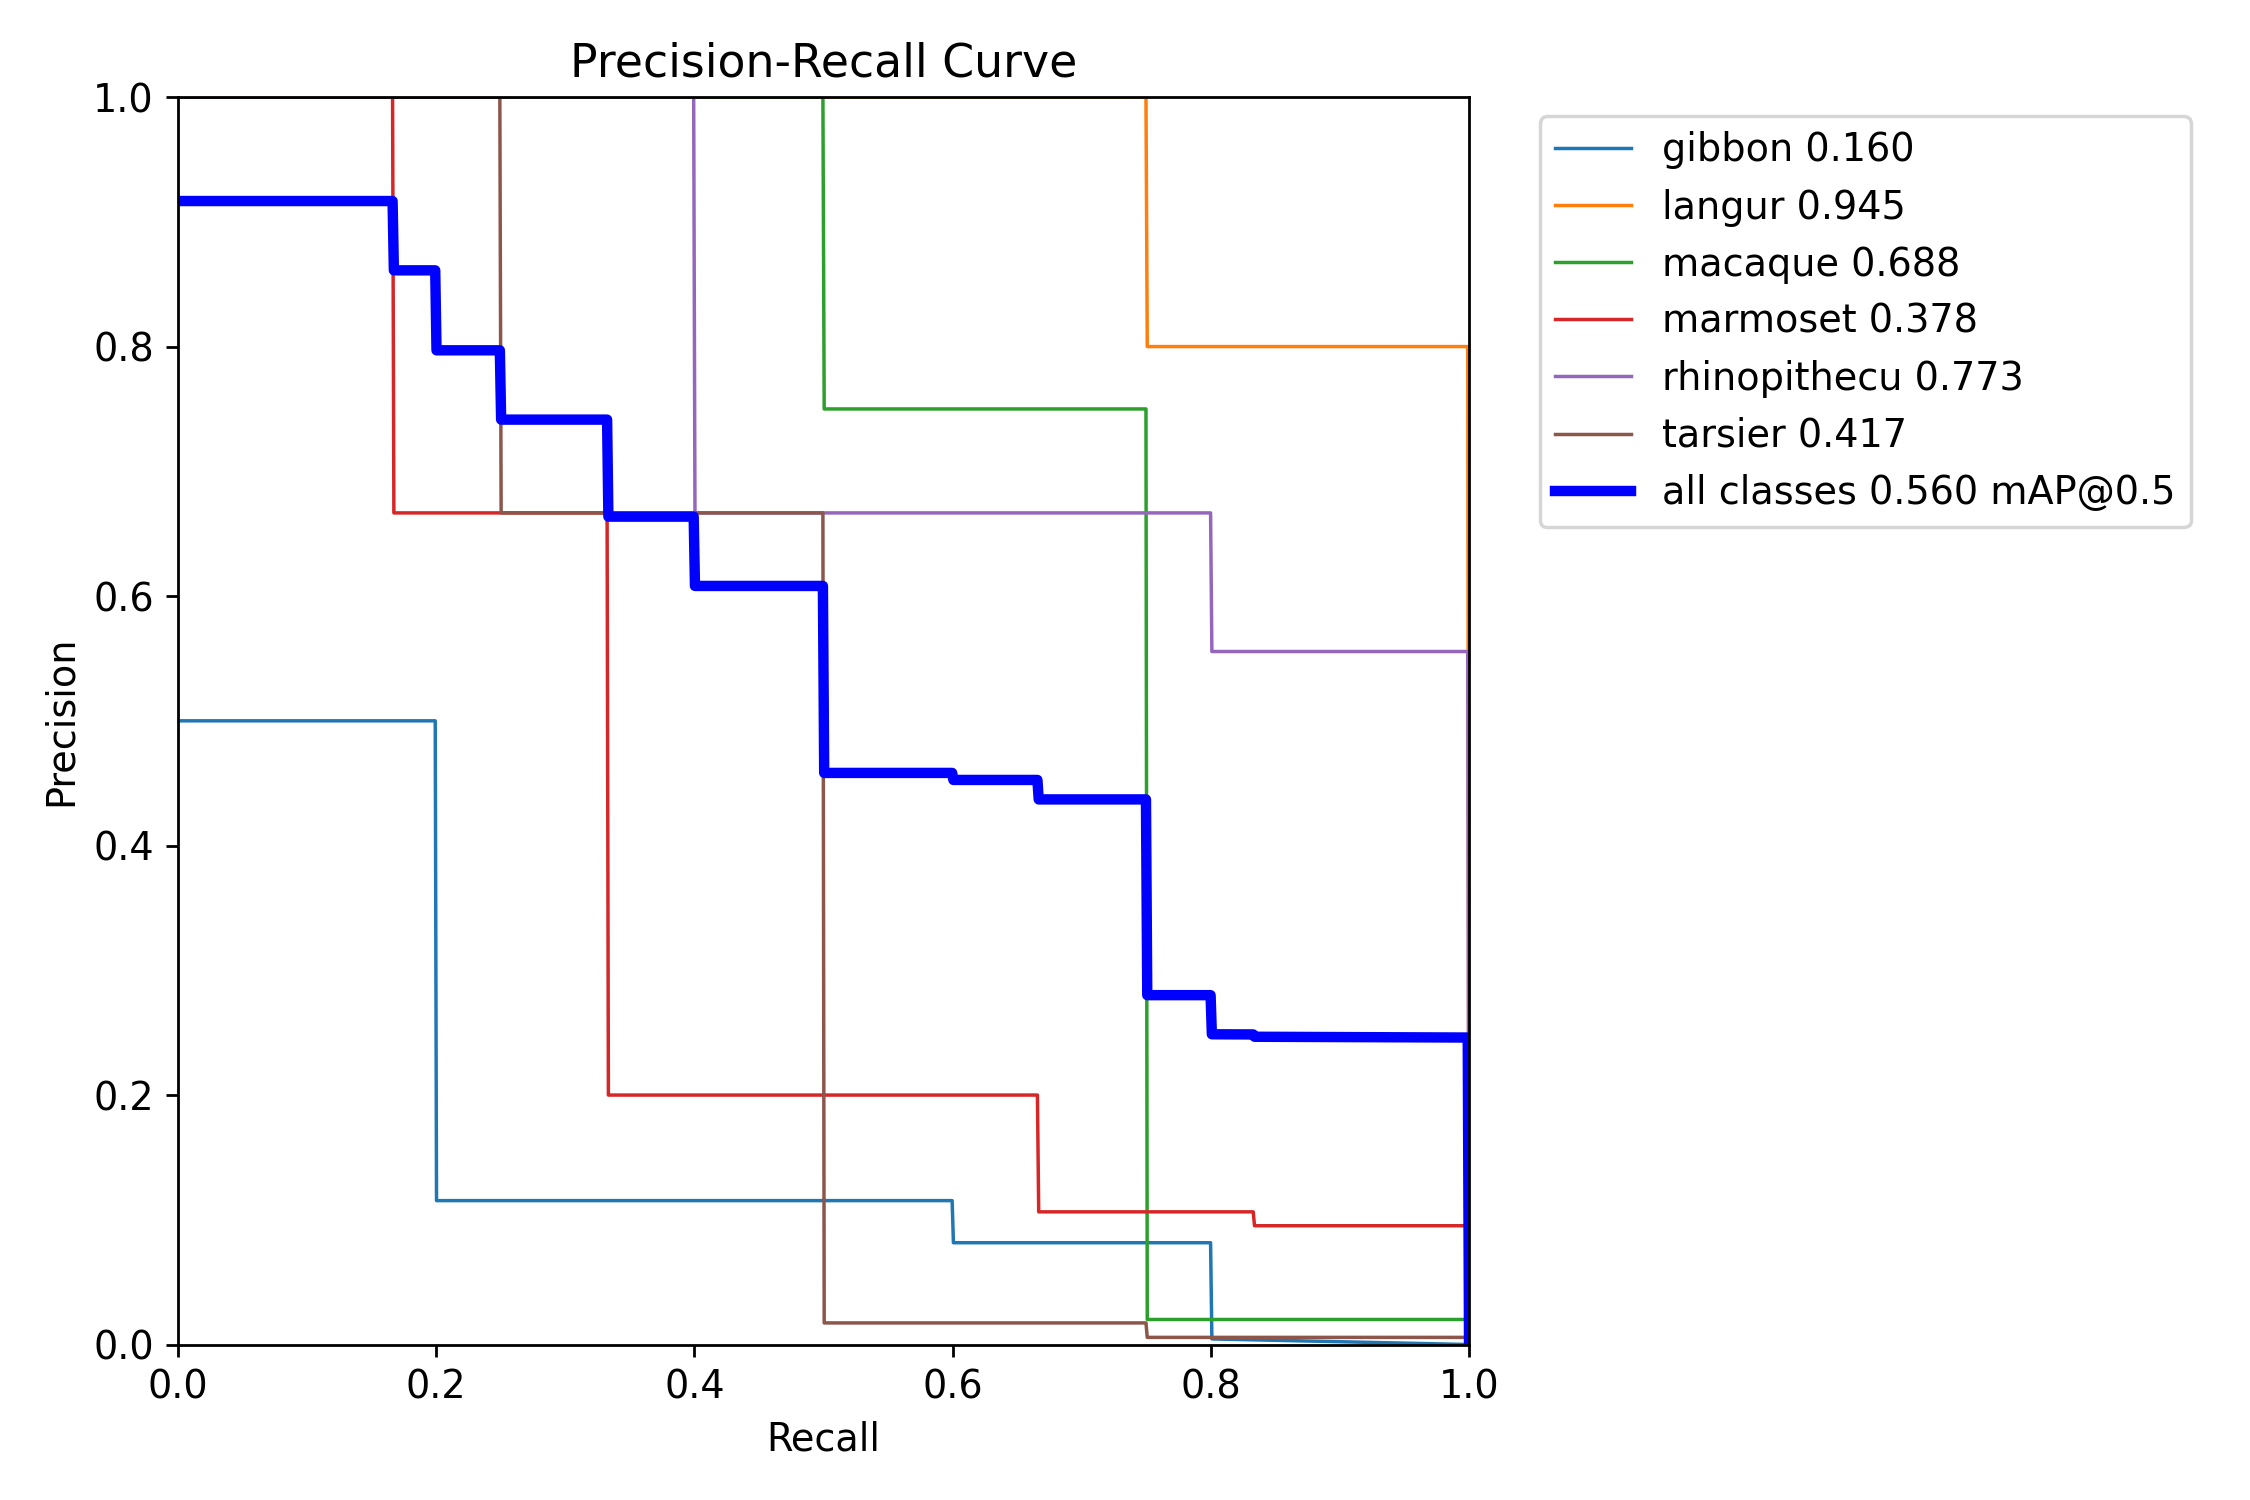 Precision-Recall Curve
1.0
0.8
0.6
0.4
0.2
0.0
Precision
0.0 0.2 0.4 0.6 0.8 1.0
Recall
gibbon 0.160
langur 0.945
macaque 0.688
marmoset 0.378
rhinopithecu 0.773
tarsier 0.417
all classes 0.560 mAP@0.5